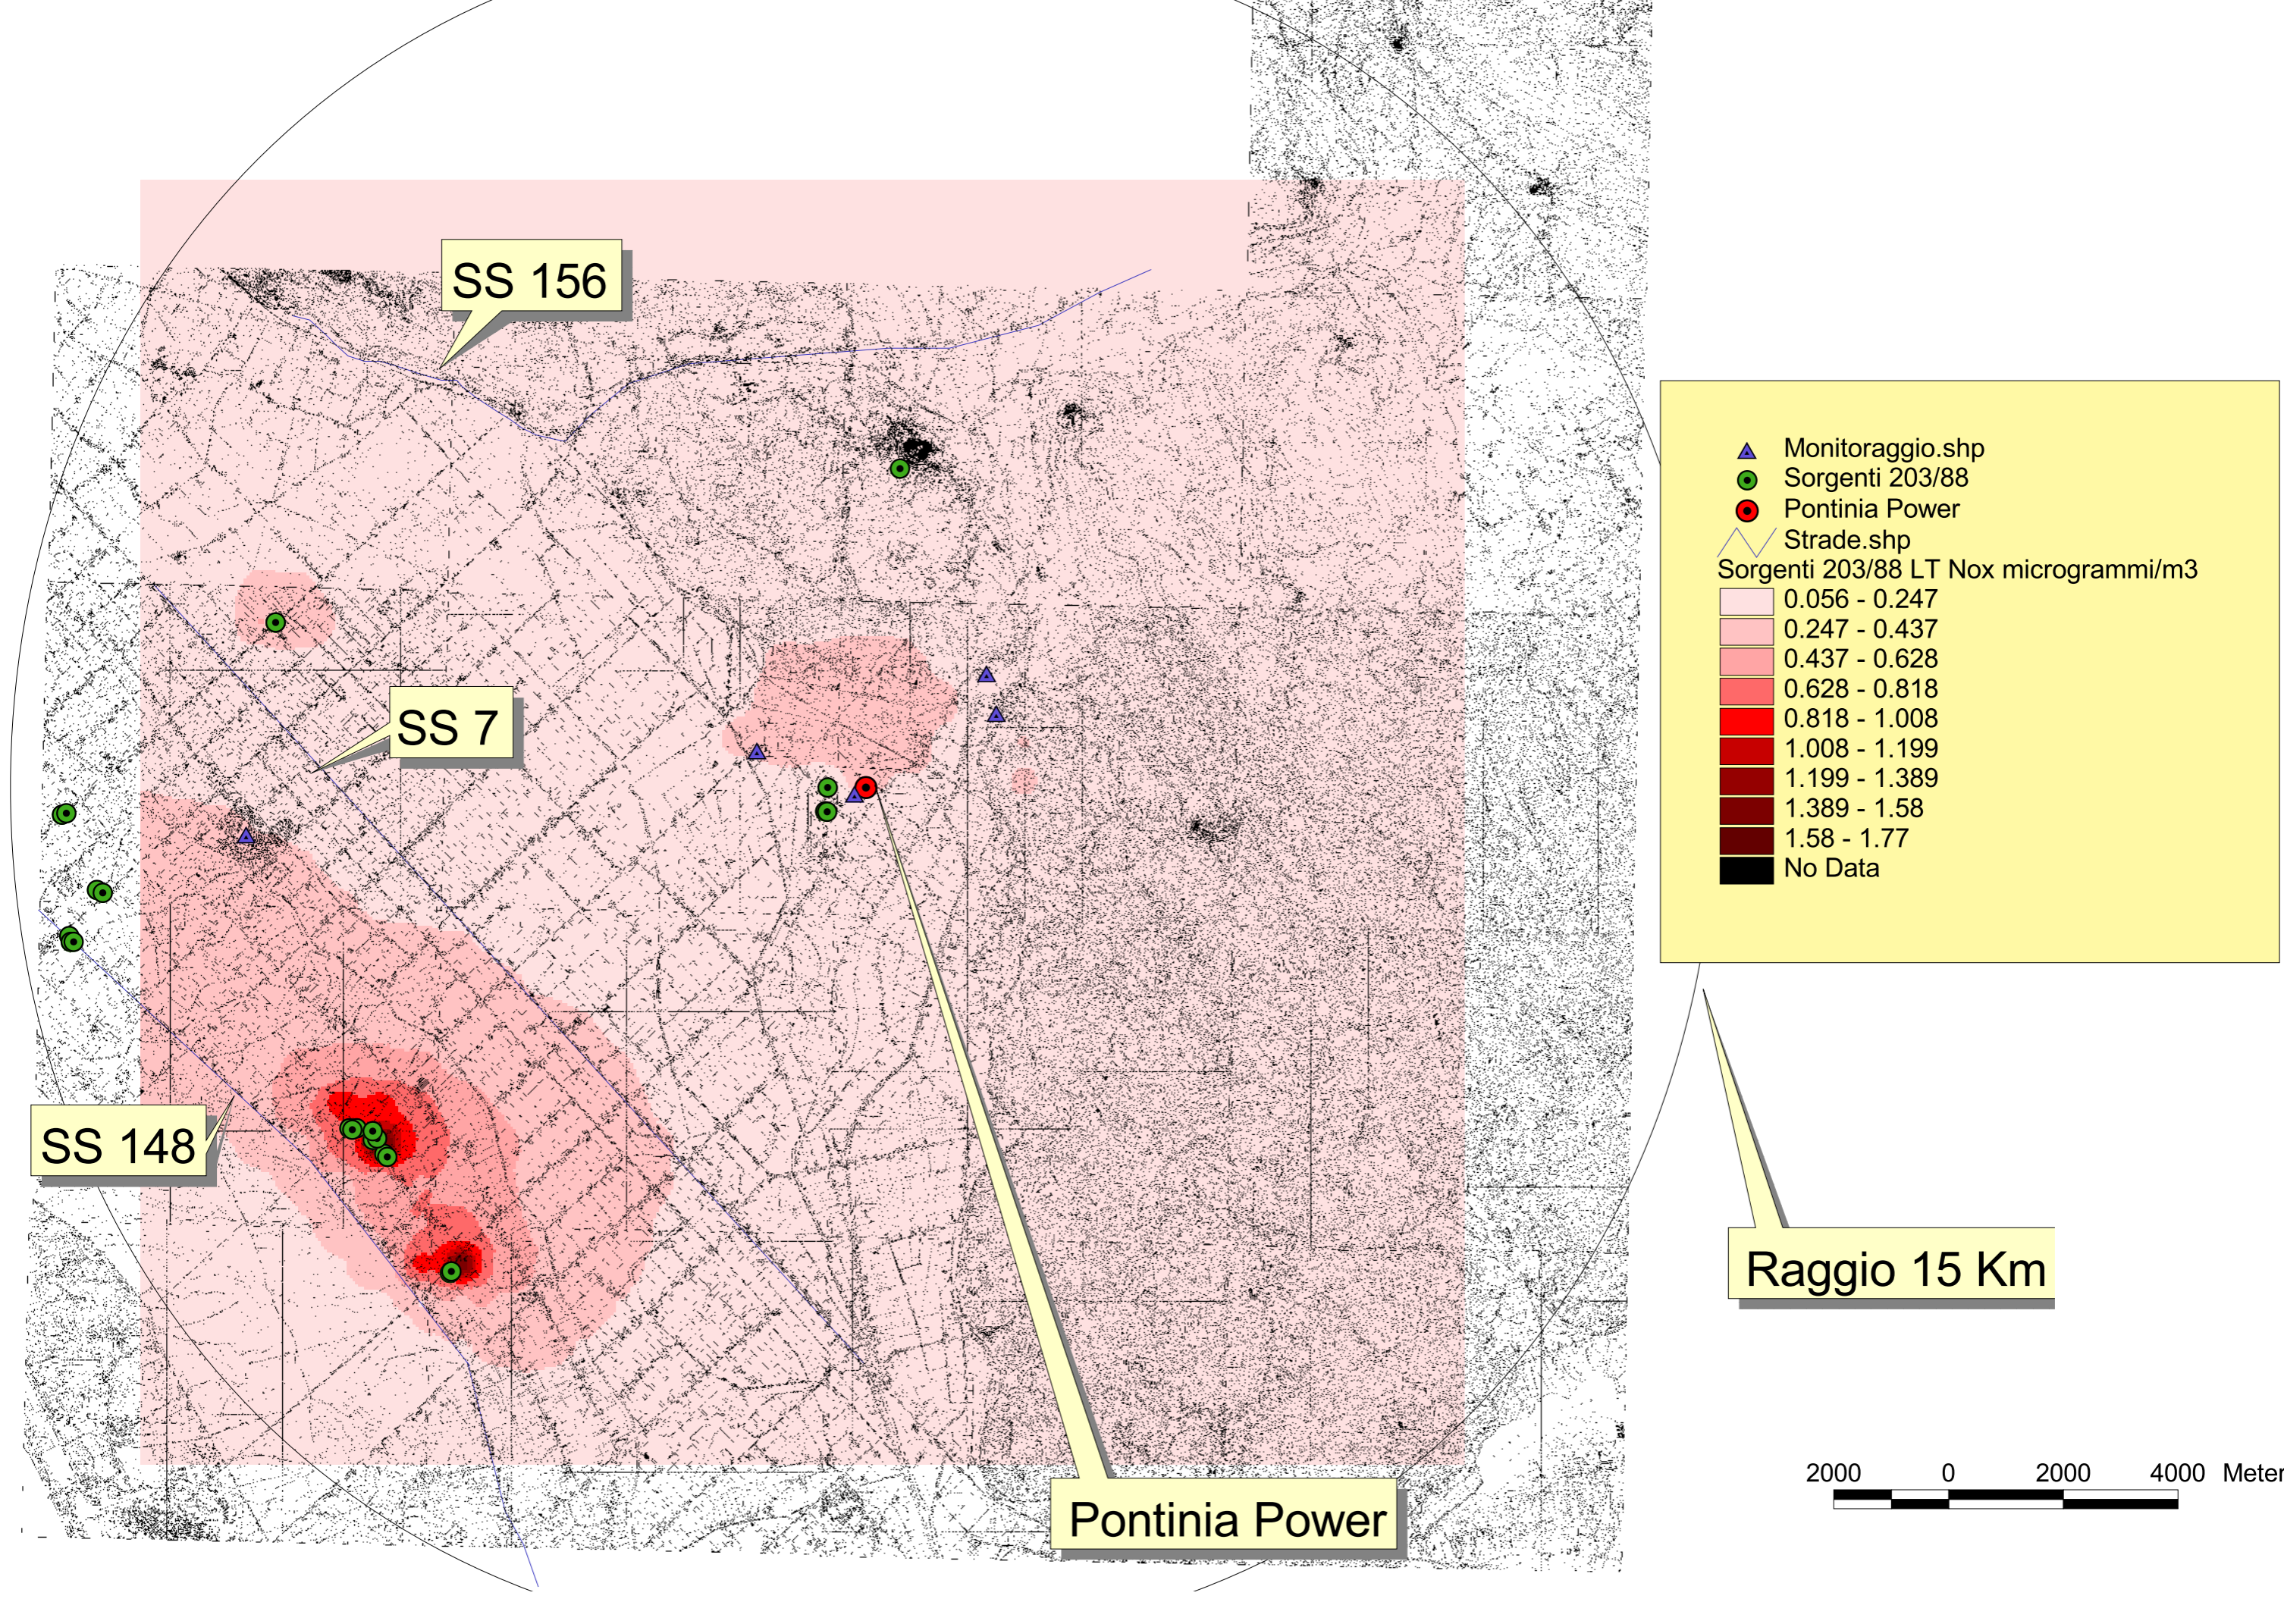 SS 156
Monitoraggio.shp
Sorgenti 203/88
Pontinia Power
Strade.shp
Sorgenti 203/88 LT Nox microgrammi/m3
0.056 - 0.247
0.247 - 0.437
0.437 - 0.628
0.628 - 0.818
0.818 - 1.008
1.008 - 1.199
1.199 - 1.389
1.389 - 1.58
1.58 - 1.77
No Data
SS 7
SS 148
Raggio 15 Km
2000 0 2000 4000 Meter
Pontinia Power